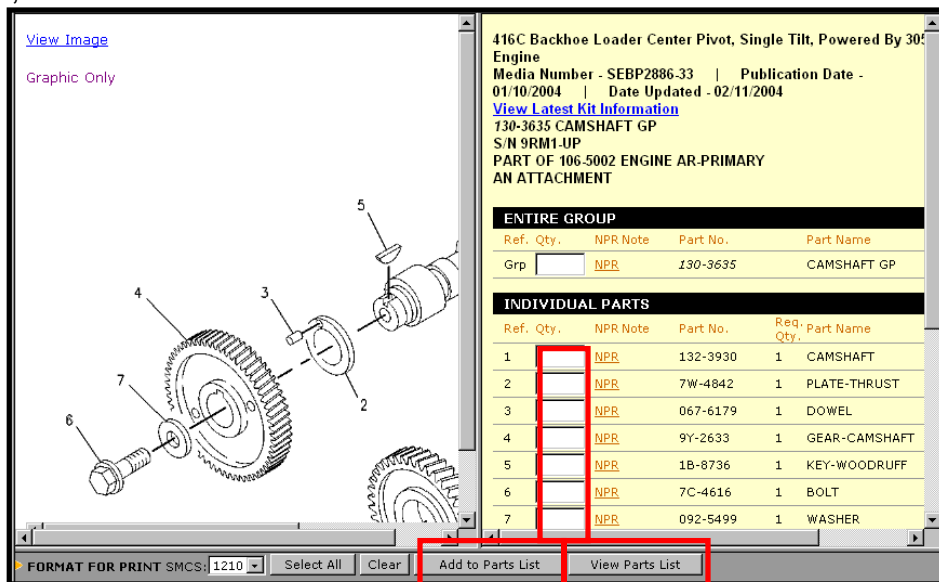 View Image
Graphic Only
5
4
3
7
2
6
416C Backhoe Loader Center Pivot, Single Tilt, Powered By 305
Engine
Media Number - SEBP2886-33 | Publication Date -
01/10/2004 | Date Updated - 02/11/2004
View Latest Kit Information
130-3635 CAMSHAFT GP
S/N 9RM1-UP
PART OF 106-5002 ENGINE AR-PRIMARY
AN ATTACHMENT
ENTIRE GROUP
Ref. Qty. NPR Note Part No. Part Name
Grp NPR 130-3635 CAMSHAFT GP
INDIVIDUAL PARTS
Ref. Qty. NPR Note Part No. Req. Qty. Part Name
1 NPR 132-3930 1 CAMSHAFT
2 NPR 7W-4842 1 PLATE-THRUST
3 NPR 067-6179 1 DOWEL
4 NPR 9Y-2633 1 GEAR-CAMSHAFT
5 NPR 1B-8736 1 KEY-WOODRUFF
6 NPR 7C-4616 1 BOLT
7 NPR 092-5499 1 WASHER
FORMAT FOR PRINT SMCS: 1210 Select All Clear Add to Parts List View Parts List